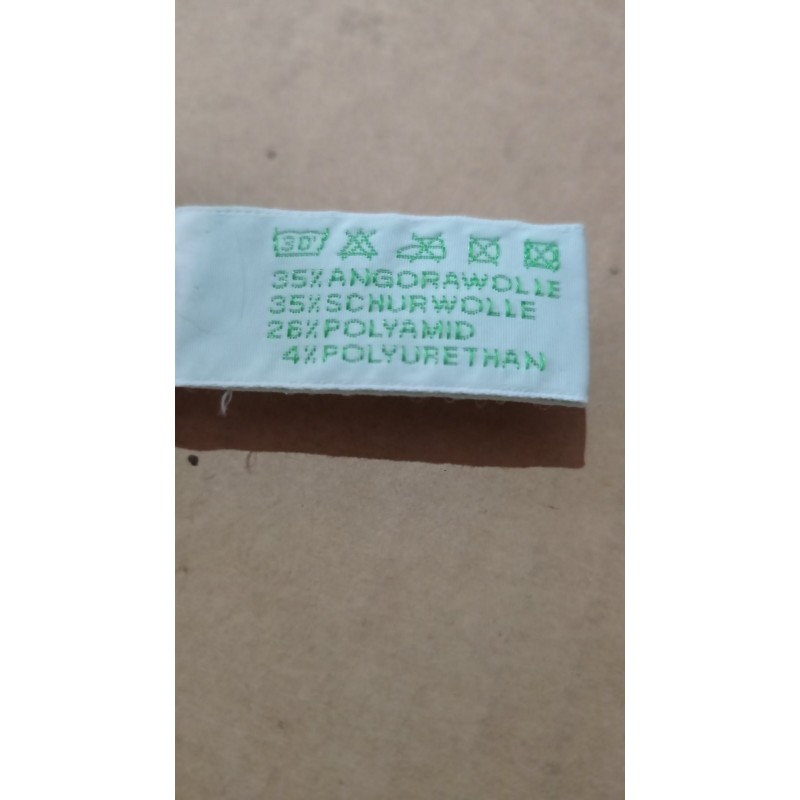 30°
35% ANGORAWOLLE
35% SCHURWOLLE
26% POLYAMID
4% POLYURETHAN